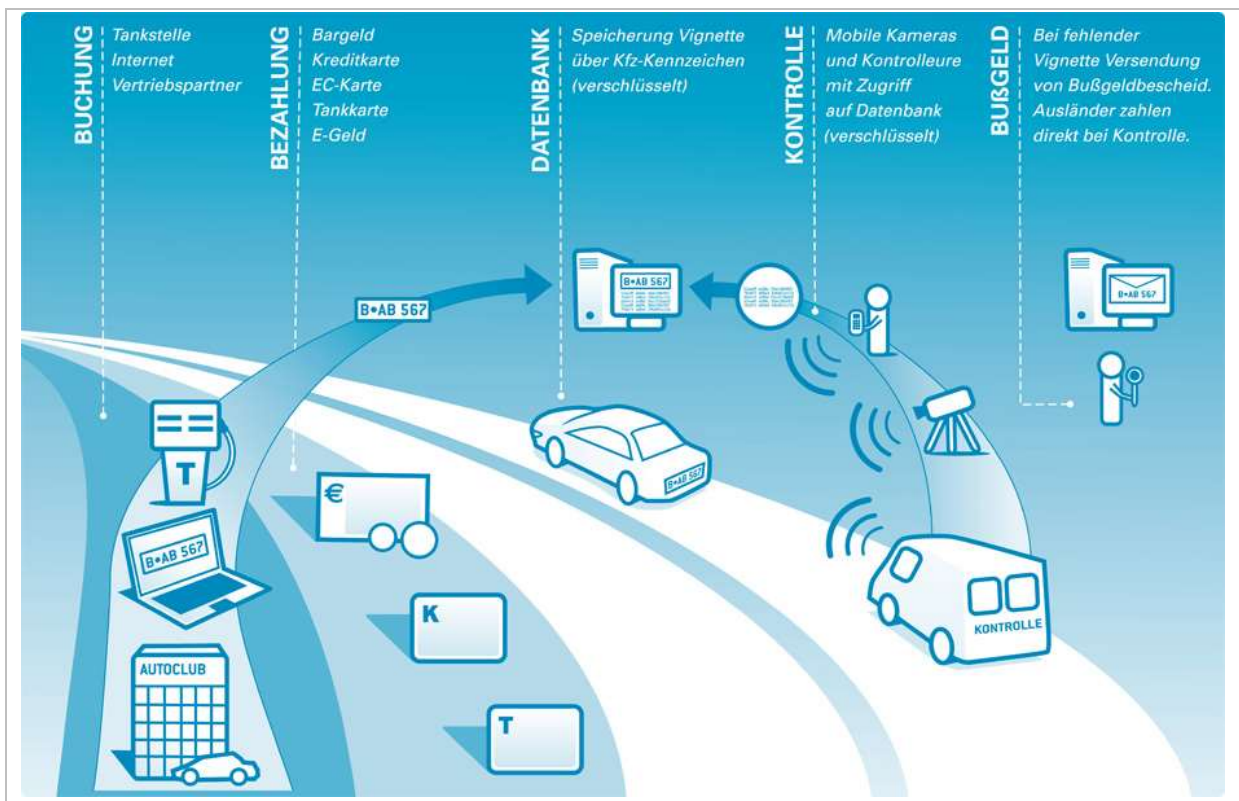 BUCHUNG
Tankstelle
Internet
Vertriebspartner
BEZAHLUNG
Bargeld
Kreditkarte
EC-Karte
Tankkarte
E-Geld
DATENBANK
Speicherung Vignette
über Kfz-Kennzeichen
(verschlüsselt)
KONTROLLE
Mobile Kameras
und Kontrolleure
mit Zugriff
auf Datenbank
(verschlüsselt)
BUßGELD
Bei fehlender
Vignette Versendung
von Bußgeldbescheid.
Ausländer zahlen
direkt bei Kontrolle.
B•AB 567
B•AB 567
B•AB 567
T
€
B•AB 567
B•AB 567
K
KONTROLLE
AUTOCLUB
T